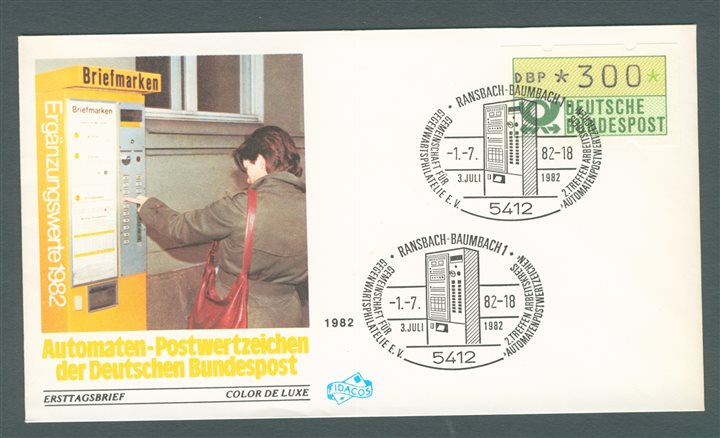 Briefmarken
Briefmarken
Ergänzungswerte 1982
Automaten-Postwertzeichen
der Deutschen Bundespost
ERSTTAGSBRIEF COLOR DE LUXE
1982
FIDACOS
DBP *300*
DEUTSCHE
BUNDESPOST
· RANSBACH-BAUMBACH 1 ·
GEMEINSCHAFT FÜR
GEGENWARTSPHILATELIE E.V.
2. TREFFEN ARBEITSKREIS
"AUTOMATENPOSTWERTZEICHEN"
-1.-7. 82-18
3. JULI 1982
5412
· RANSBACH-BAUMBACH 1 ·
GEMEINSCHAFT FÜR
GEGENWARTSPHILATELIE E.V.
2. TREFFEN ARBEITSKREIS
"AUTOMATENPOSTWERTZEICHEN"
-1.-7. 82-18
3. JULI 1982
5412